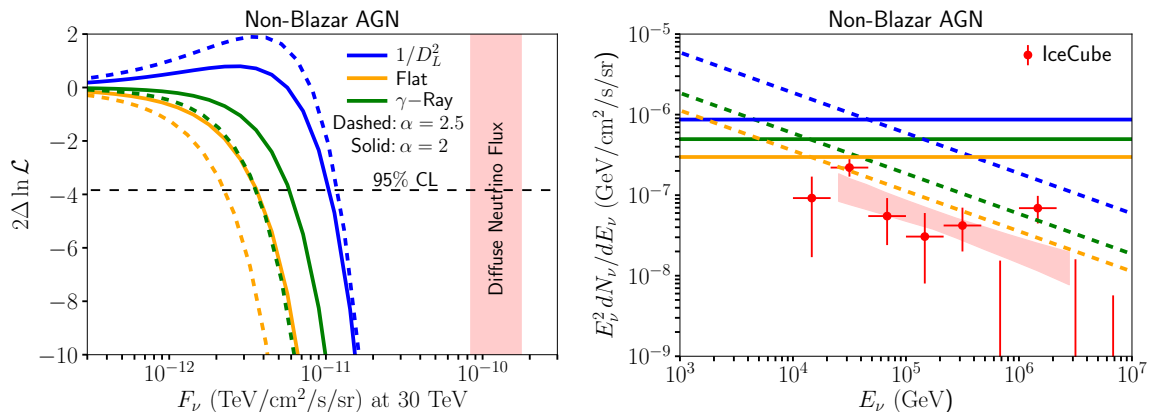 Non-Blazar AGN
2
0
−2
−4
−6
−8
−10
2Δ ln ℒ
1/D_L^2
Flat
γ−Ray
Dashed: α = 2.5
Solid: α = 2
95% CL
Diffuse Neutrino Flux
10^−12 10^−11 10^−10
F_ν (TeV/cm²/s/sr) at 30 TeV
Non-Blazar AGN
IceCube
10^−5
10^−6
10^−7
10^−8
10^−9
E_ν^2 dN_ν/dE_ν (GeV/cm²/s/sr)
10^3 10^4 10^5 10^6 10^7
E_ν
(GeV)